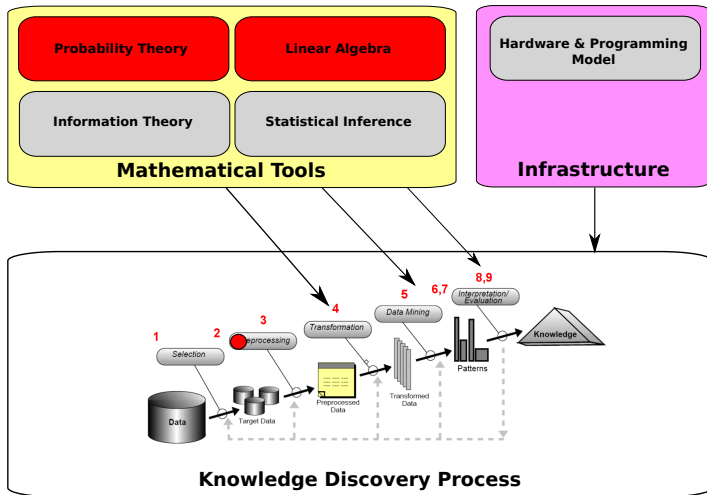 Probability Theory
Linear Algebra
Information Theory
Statistical Inference
Mathematical Tools
Hardware & Programming
Model
Infrastructure
8,9
6,7
5
4
3
2
1
Interpretation/
Evaluation
Data Mining
Transformation
eprocessing
Selection
Knowledge
Patterns
Transformed
Data
Preprocessed
Data
Target Data
Data
Knowledge Discovery Process